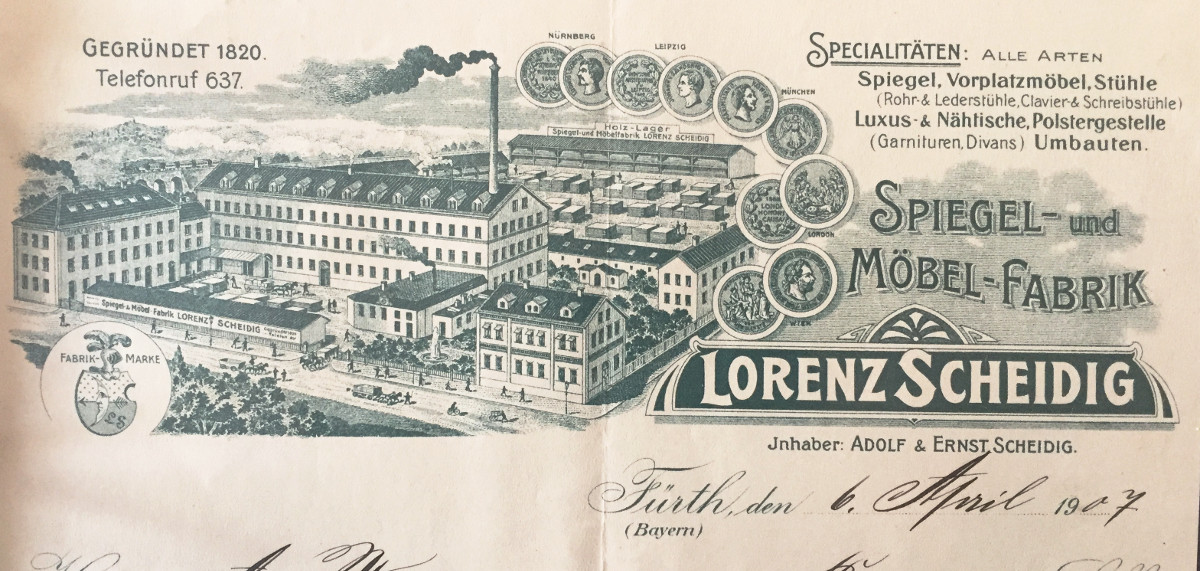 GEGRÜNDET 1820.
Telefonruf 637.
NÜRNBERG
LEIPZIG
MÜNCHEN
LONDON
WIEN
SPECIALITÄTEN: ALLE ARTEN
Spiegel, Vorplatzmöbel, Stühle
(Rohr- & Lederstühle, Clavier- & Schreibstühle)
Luxus- & Nähtische, Polstergestelle
(Garnituren, Divans) Umbauten.
Holz-Lager
Spiegel- und Möbelfabrik LORENZ SCHEIDIG
SPIEGEL- und
MÖBEL-FABRIK
Spiegel & Möbel-Fabrik LORENZ SCHEIDIG
FABRIK-MARKE
LS
LORENZ SCHEIDIG
Jnhaber: ADOLF & ERNST SCHEIDIG.
Fürth, den 6. April 1907
(Bayern)